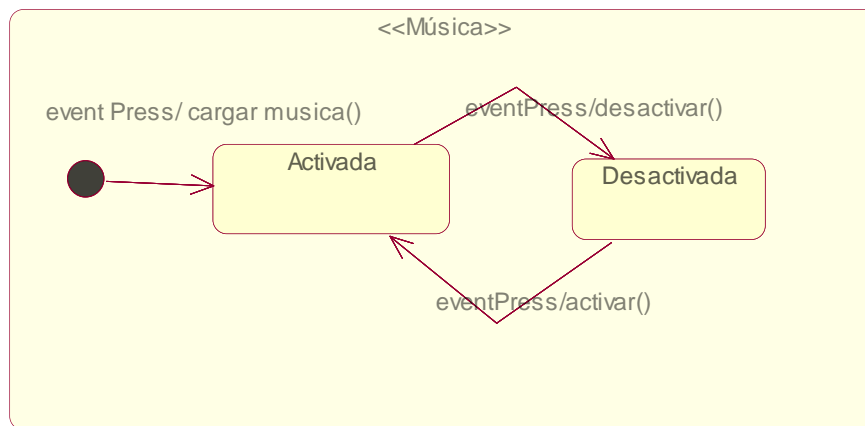 <<Música>>
event Press/ cargar musica()
eventPress/desactivar()
Activada
Desactivada
eventPress/activar()